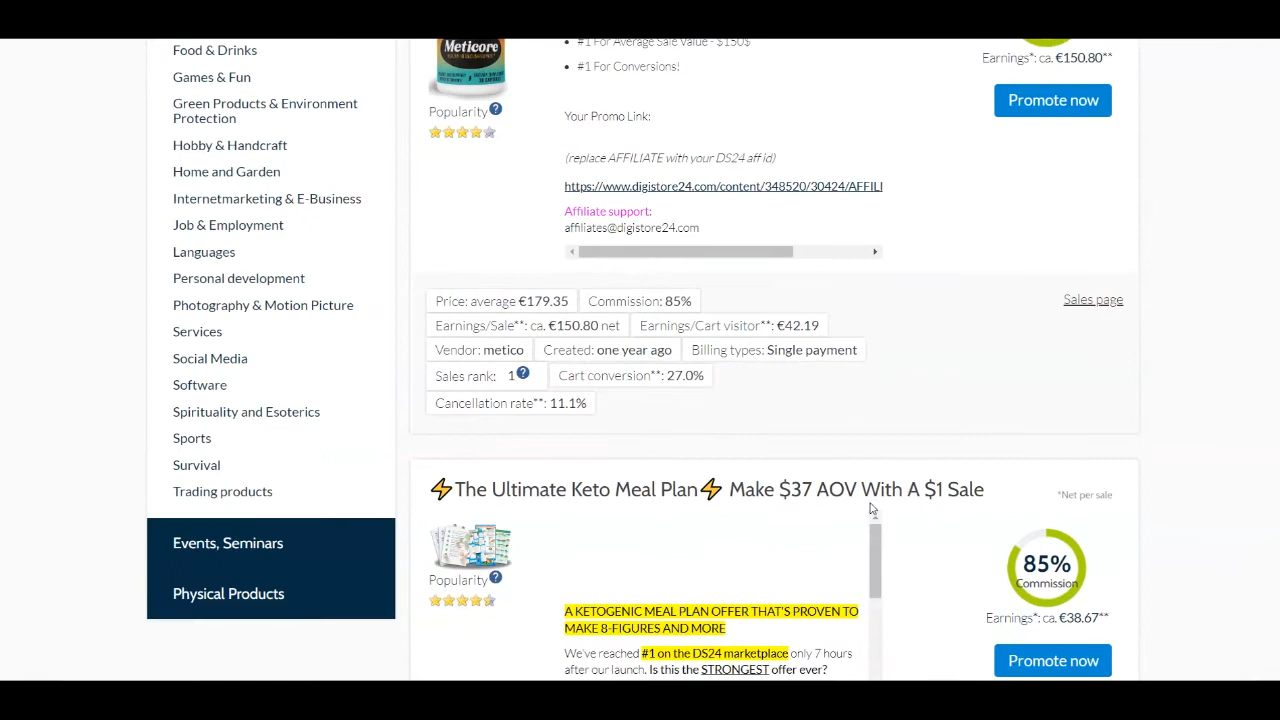 Food & Drinks
Games & Fun
Green Products & Environment
Protection
Hobby & Handcraft
Home and Garden
Internetmarketing & E-Business
Job & Employment
Languages
Personal development
Photography & Motion Picture
Services
Social Media
Software
Spirituality and Esoterics
Sports
Survival
Trading products
Events, Seminars
Physical Products
Meticore
Popularity ?
#1 For Average Sale Value - $150$
#1 For Conversions!
Your Promo Link:
(replace AFFILIATE with your DS24 aff id)
https://www.digistore24.com/content/348520/30424/AFFILI
Affiliate support:
affiliates@digistore24.com
Earnings*: ca. €150.80**
Promote now
Price: average €179.35
Commission: 85%
Sales page
Earnings/Sale**: ca. €150.80 net
Earnings/Cart visitor**: €42.19
Vendor: metico
Created: one year ago
Billing types: Single payment
Sales rank: 1 ?
Cart conversion**: 27.0%
Cancellation rate**: 11.1%
⚡The Ultimate Keto Meal Plan⚡ Make $37 AOV With A $1 Sale
*Net per sale
Popularity ?
A KETOGENIC MEAL PLAN OFFER THAT'S PROVEN TO
MAKE 8-FIGURES AND MORE
We've reached #1 on the DS24 marketplace only 7 hours
after our launch. Is this the STRONGEST offer ever?
85%
Commission
Earnings*: ca. €38.67**
Promote now